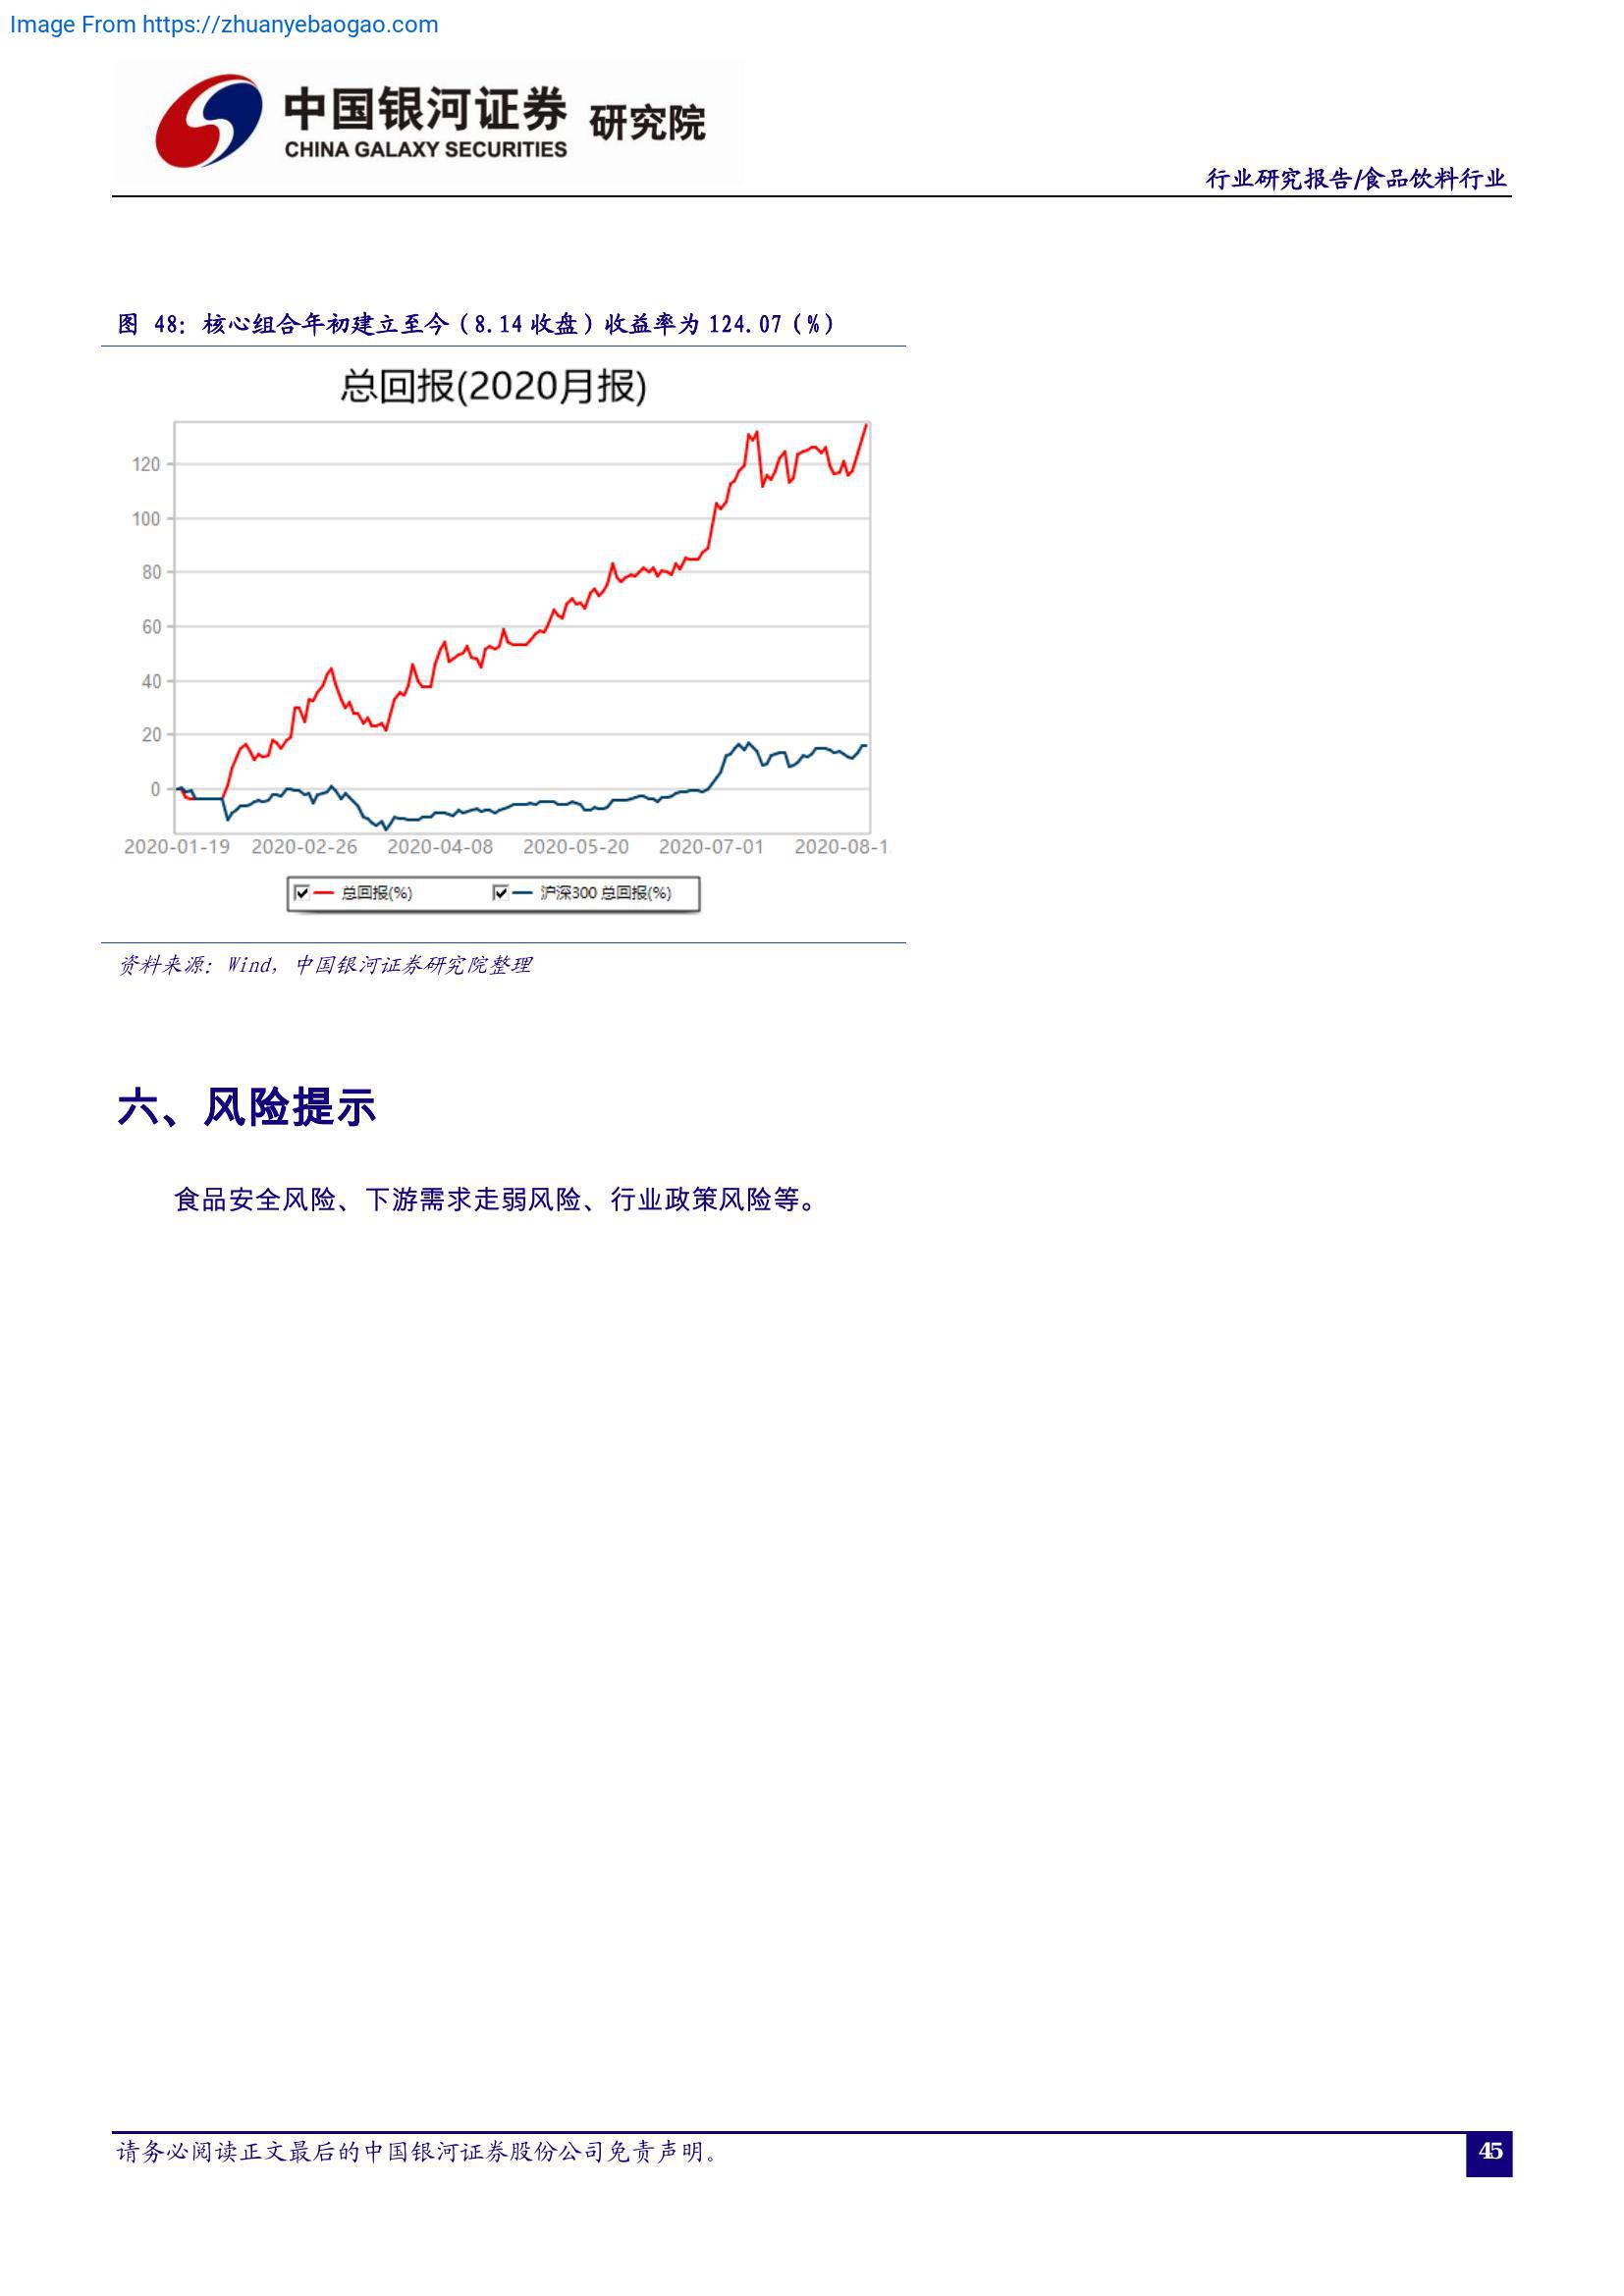 Image From https://zhuanyebaogao.com
中国银河证券 研究院
CHINA GALAXY SECURITIES
行业研究报告/食品饮料行业
图 48：核心组合年初建立至今（8.14 收盘）收益率为 124.07（%）
总回报(2020月报)
120
100
80
60
40
20
0
2020-01-19 2020-02-26 2020-04-08 2020-05-20 2020-07-01 2020-08-1
总回报(%) 沪深300 总回报(%)
资料来源：Wind，中国银河证券研究院整理
六、风险提示
食品安全风险、下游需求走弱风险、行业政策风险等。
请务必阅读正文最后的中国银河证券股份公司免责声明。
45